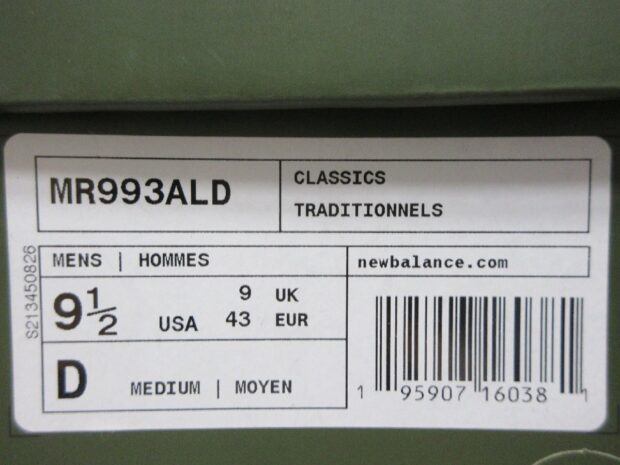 MR993ALD
CLASSICS
TRADITIONNELS
S213450826
MENS | HOMMES
newbalance.com
9½ USA
9 UK
43 EUR
D MEDIUM | MOYEN
1 95907 16038 1